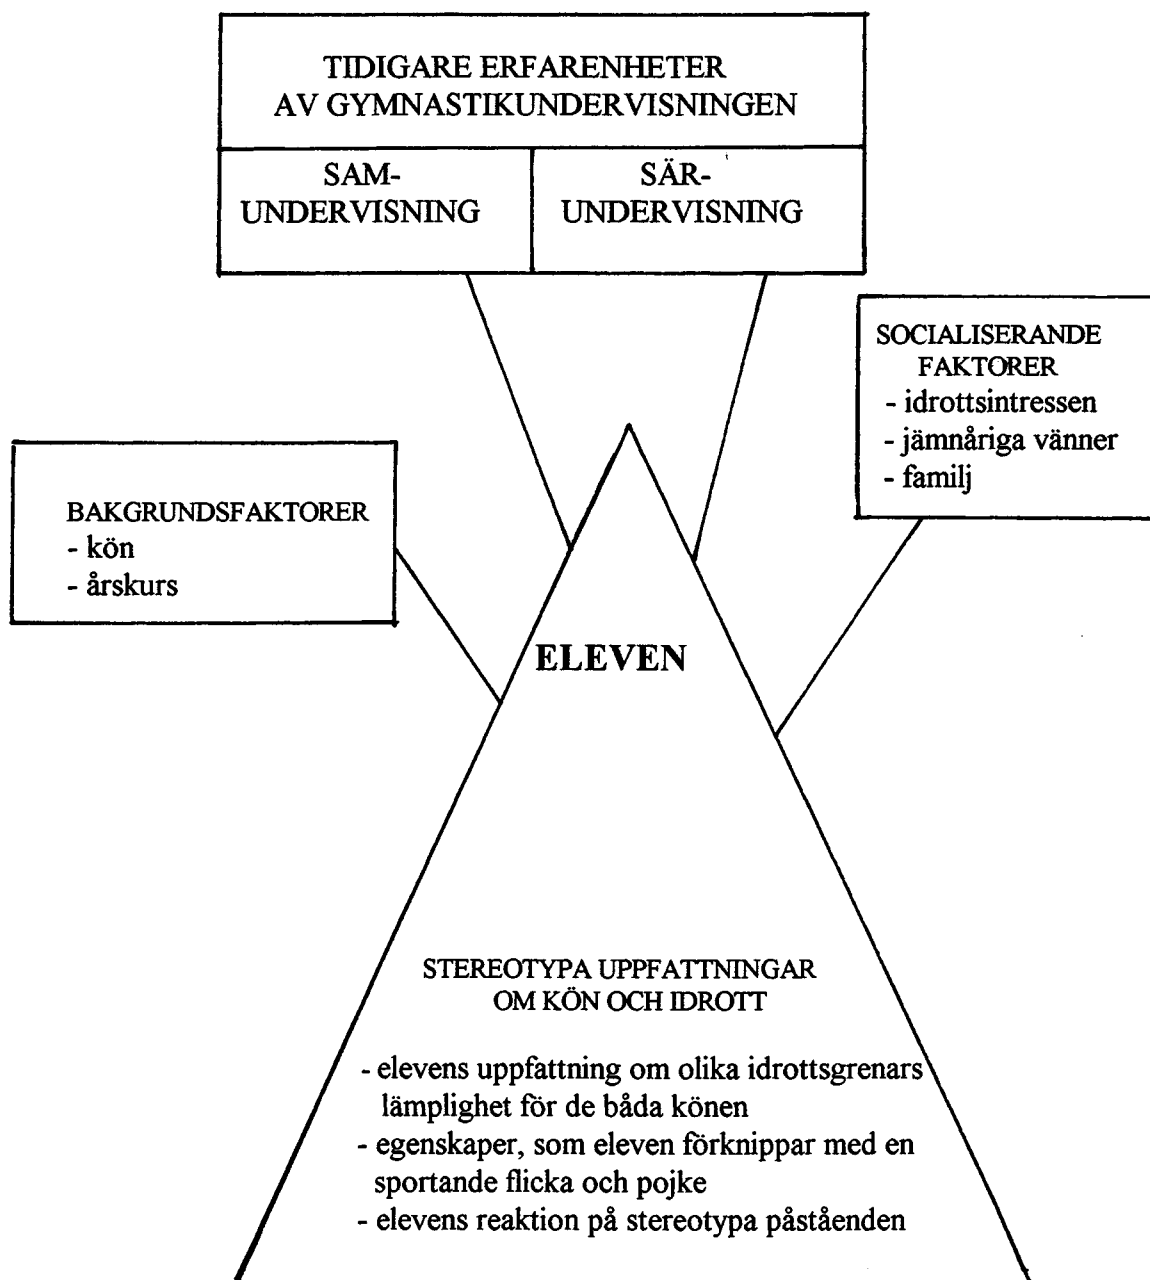 TIDIGARE ERFARENHETER
AV GYMNASTIKUNDERVISNINGEN
SAM-
UNDERVISNING
SÄR-
UNDERVISNING
SOCIALISERANDE
FAKTORER
- idrottsintressen
- jämnåriga vänner
- familj
BAKGRUNDSFAKTORER
- kön
- årskurs
ELEVEN
STEREOTYPA UPPFATTNINGAR
OM KÖN OCH IDROTT
- elevens uppfattning om olika idrottsgrenars
lämplighet för de båda könen
- egenskaper, som eleven förknippar med en
sportande flicka och pojke
- elevens reaktion på stereotypa påståenden